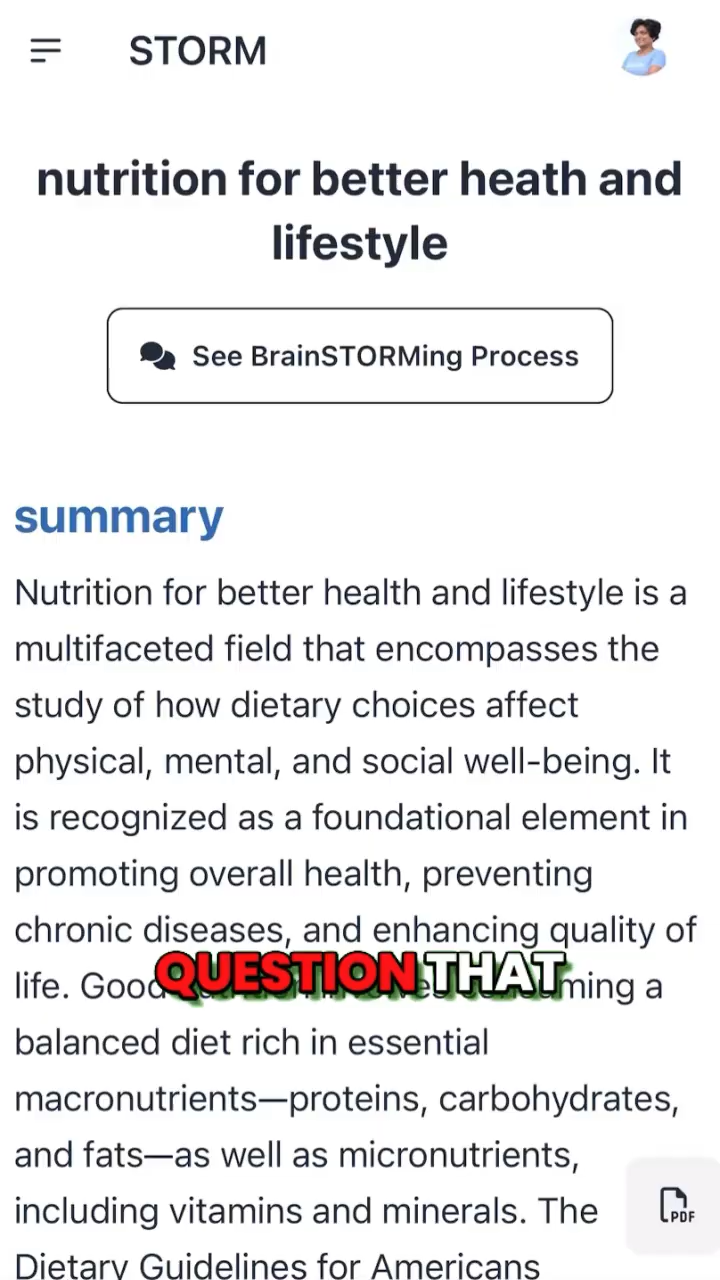 STORM
nutrition for better heath and
lifestyle
See BrainSTORMing Process
summary
Nutrition for better health and lifestyle is a
multifaceted field that encompasses the
study of how dietary choices affect
physical, mental, and social well-being. It
is recognized as a foundational element in
promoting overall health, preventing
chronic diseases, and enhancing quality of
life. Good ming a
QUESTION THAT
balanced diet rich in essential
macronutrients—proteins, carbohydrates,
and fats—as well as micronutrients,
including vitamins and minerals. The
PDF
Dietary Guidelines for Americans